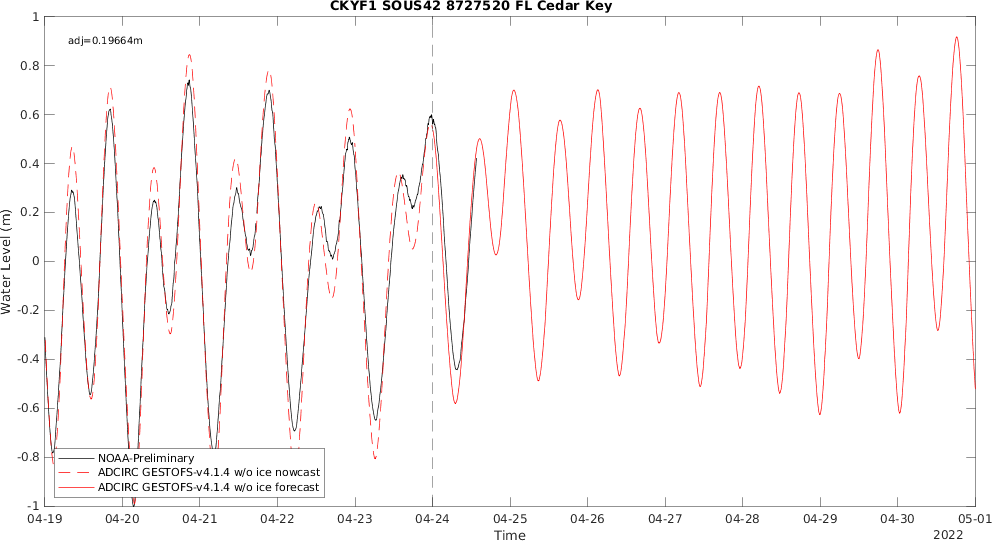 CKYF1 SOUS42 8727520 FL Cedar Key
adj=0.19664m
1
0.8
0.6
0.4
0.2
0
-0.2
-0.4
-0.6
-0.8
-1
Water Level (m)
NOAA-Preliminary
ADCIRC GESTOFS-v4.1.4 w/o ice nowcast
ADCIRC GESTOFS-v4.1.4 w/o ice forecast
04-19 04-20 04-21 04-22 04-23 04-24 04-25 04-26 04-27 04-28 04-29 04-30 05-01
Time
2022